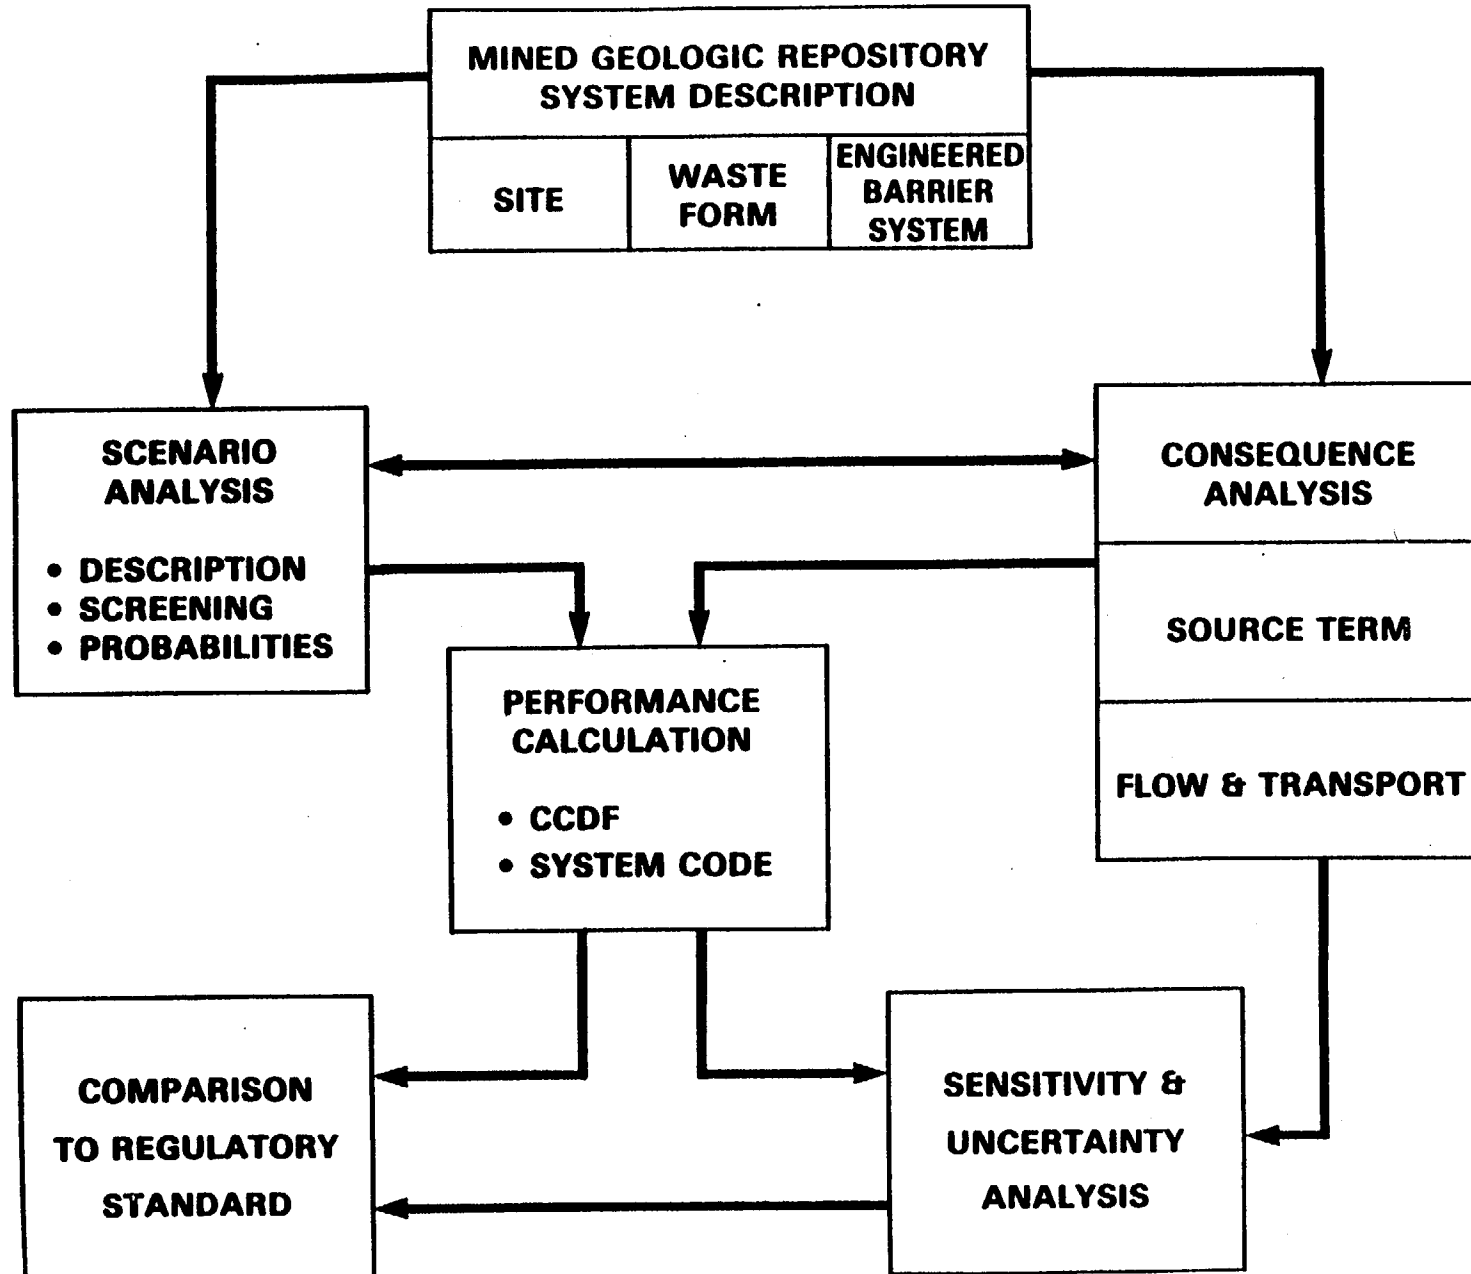 MINED GEOLOGIC REPOSITORY
SYSTEM DESCRIPTION
SITE
WASTE
FORM
ENGINEERED
BARRIER
SYSTEM
SCENARIO
ANALYSIS
• DESCRIPTION
• SCREENING
• PROBABILITIES
CONSEQUENCE
ANALYSIS
SOURCE TERM
FLOW & TRANSPORT
PERFORMANCE
CALCULATION
• CCDF
• SYSTEM CODE
COMPARISON
TO REGULATORY
STANDARD
SENSITIVITY &
UNCERTAINTY
ANALYSIS